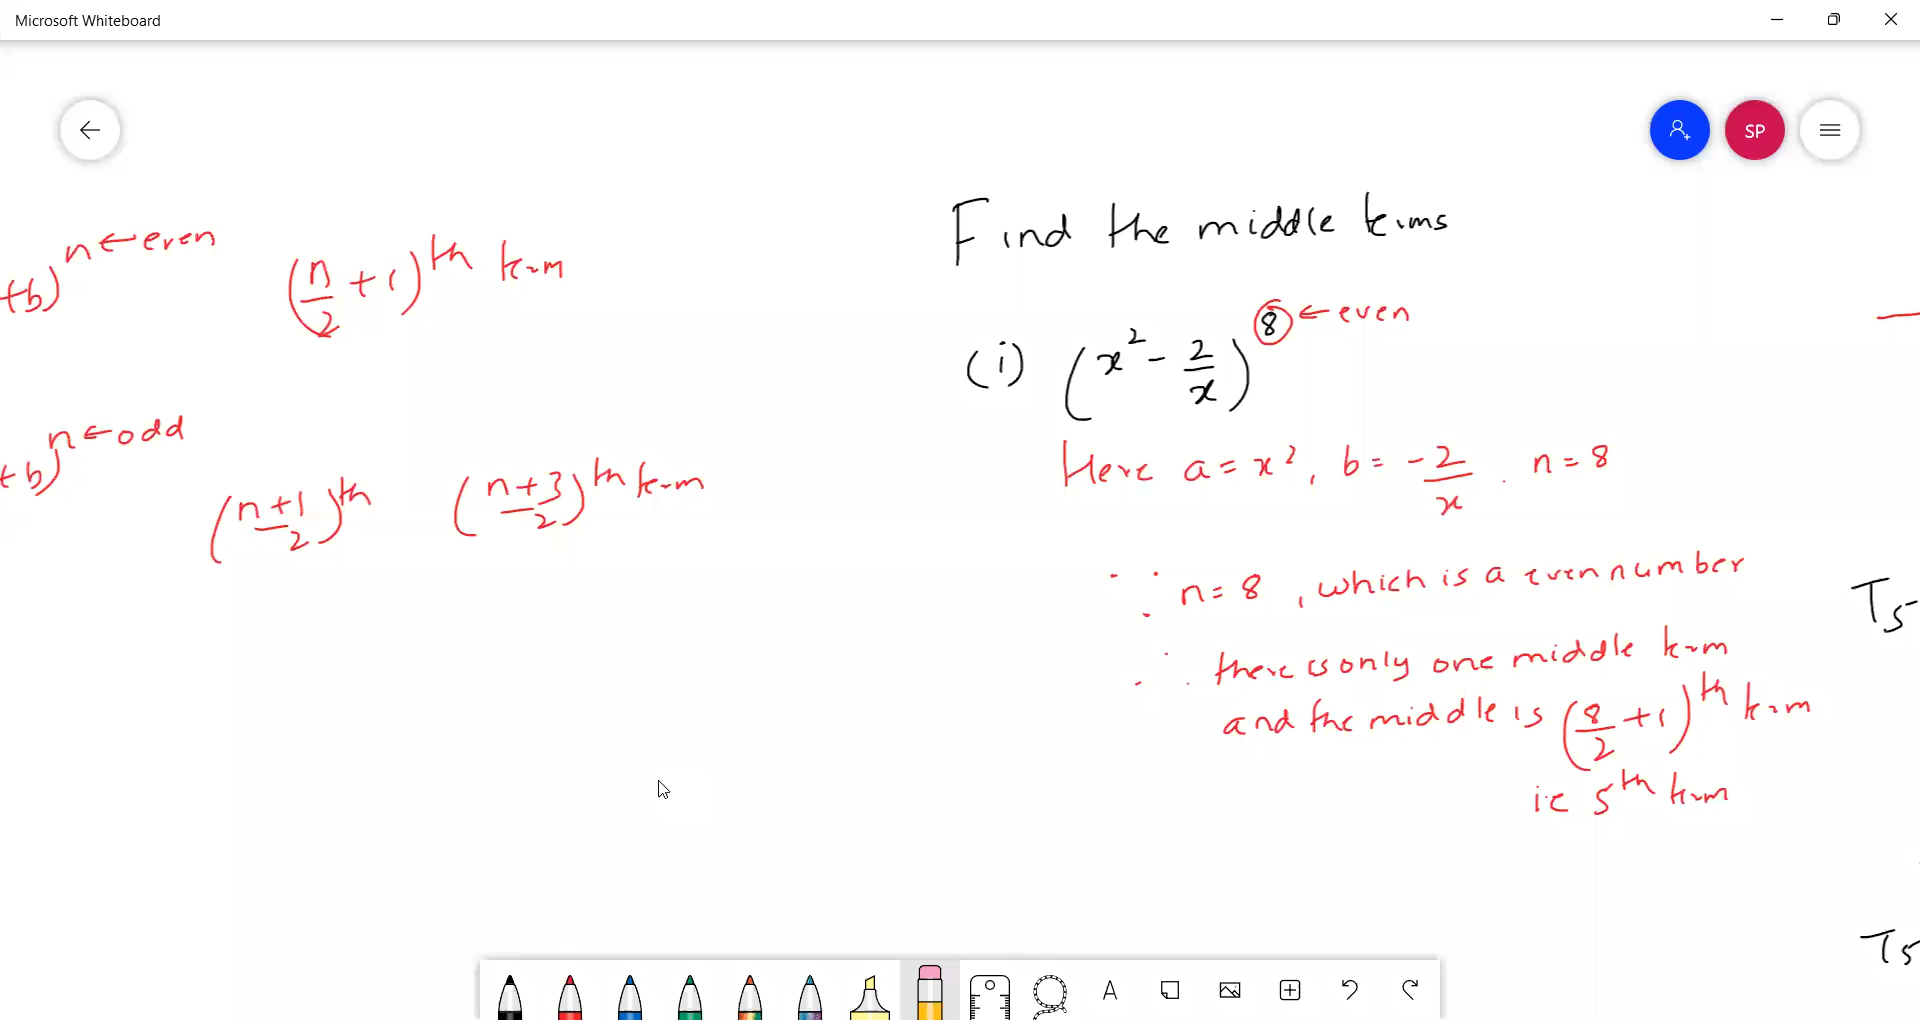 Microsoft Whiteboard
SP
+b)^n ← even (n/2 + 1)^th term
+b)^n ← odd
((n+1)/2)^th ((n+3)/2)^th term
Find the middle terms
(i) (x² - 2/x)^8 ← even
Here a = x², b = -2/x . n = 8
∵ n = 8 , which is a even number
∴ there is only one middle term
and the middle is (8/2 + 1)^th term
ie 5^th term
T5
T5
A